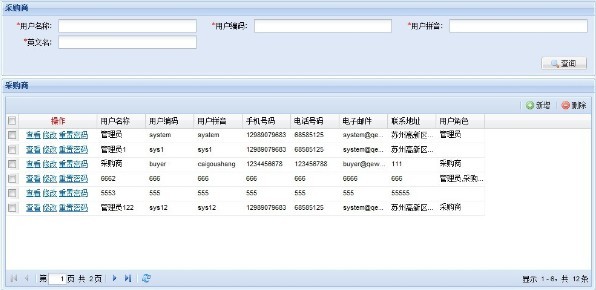 采购商
*用户名称: *用户编码: *用户拼音:
*英文名:
查询
采购商
新增 删除
操作 用户名称 用户编码 用户拼音 手机号码 电话号码 电子邮件 联系地址 用户角色
查看 修改 重置密码 管理员 system system 12989079683 68585125 system@qe... 苏州高新区... 管理员
查看 修改 重置密码 管理员1 sys1 sys1 12989079683 68585125 system@qe... 苏州高新区... 管理员
查看 修改 重置密码 采购商 buyer caigoushang 1234456678 123456788 buyer@qew... 111 采购商
查看 修改 重置密码 6662 666 666 666 666 6666 666 管理员,采购...
查看 修改 重置密码 5553 555 555 555 555 555 55555
查看 修改 重置密码 管理员122 sys12 sys12 12989079683 68585125 system@qe... 苏州高新区... 采购商
第 1 页 共 2 页 显示 1 - 6，共 12 条